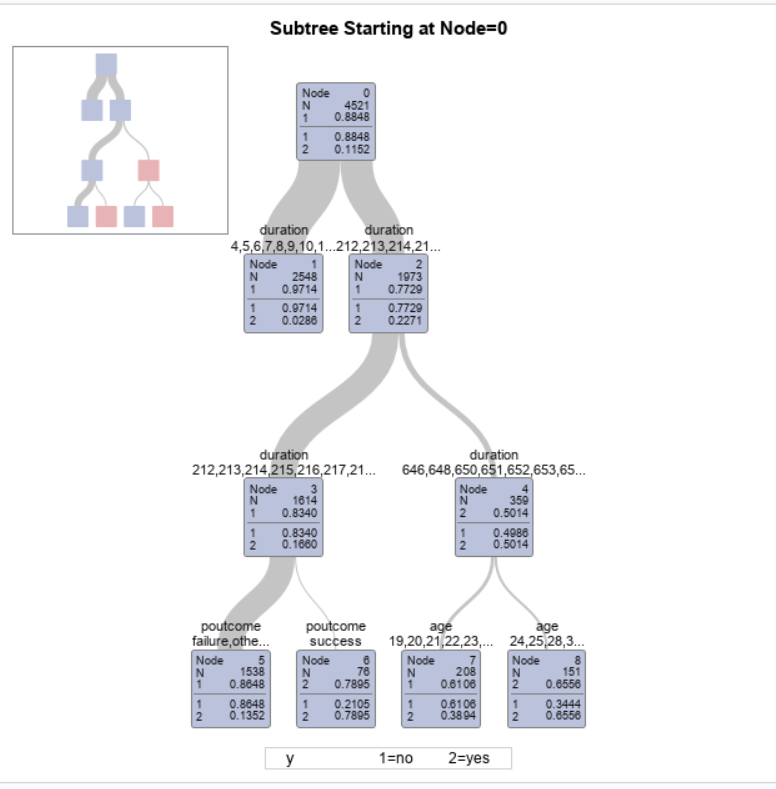 Subtree Starting at Node=0
Node 0
N 4521
1 0.8848
1 0.8848
2 0.1152
duration
4,5,6,7,8,9,10,1...
Node 1
N 2548
1 0.9714
1 0.9714
2 0.0286
duration
212,213,214,21...
Node 2
N 1973
1 0.7729
1 0.7729
2 0.2271
duration
212,213,214,215,216,217,21...
Node 3
N 1614
1 0.8340
1 0.8340
2 0.1660
duration
646,648,650,651,652,653,65...
Node 4
N 359
2 0.5014
1 0.4986
2 0.5014
poutcome
failure,othe...
Node 5
N 1538
1 0.8648
1 0.8648
2 0.1352
poutcome
success
Node 6
N 76
2 0.7895
1 0.2105
2 0.7895
age
19,20,21,22,23,...
Node 7
N 208
1 0.6106
1 0.6106
2 0.3894
age
24,25,28,3...
Node 8
N 151
2 0.6556
1 0.3444
2 0.6556
y 1=no 2=yes